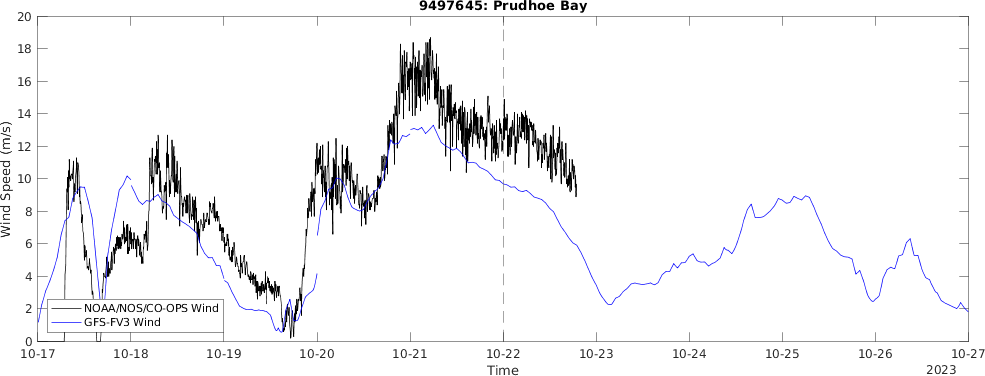 9497645: Prudhoe Bay
20
18
16
14
12
10
8
6
4
2
0
Wind Speed (m/s)
NOAA/NOS/CO-OPS Wind
GFS-FV3 Wind
10-17 10-18 10-19 10-20 10-21 10-22 10-23 10-24 10-25 10-26 10-27
Time
2023